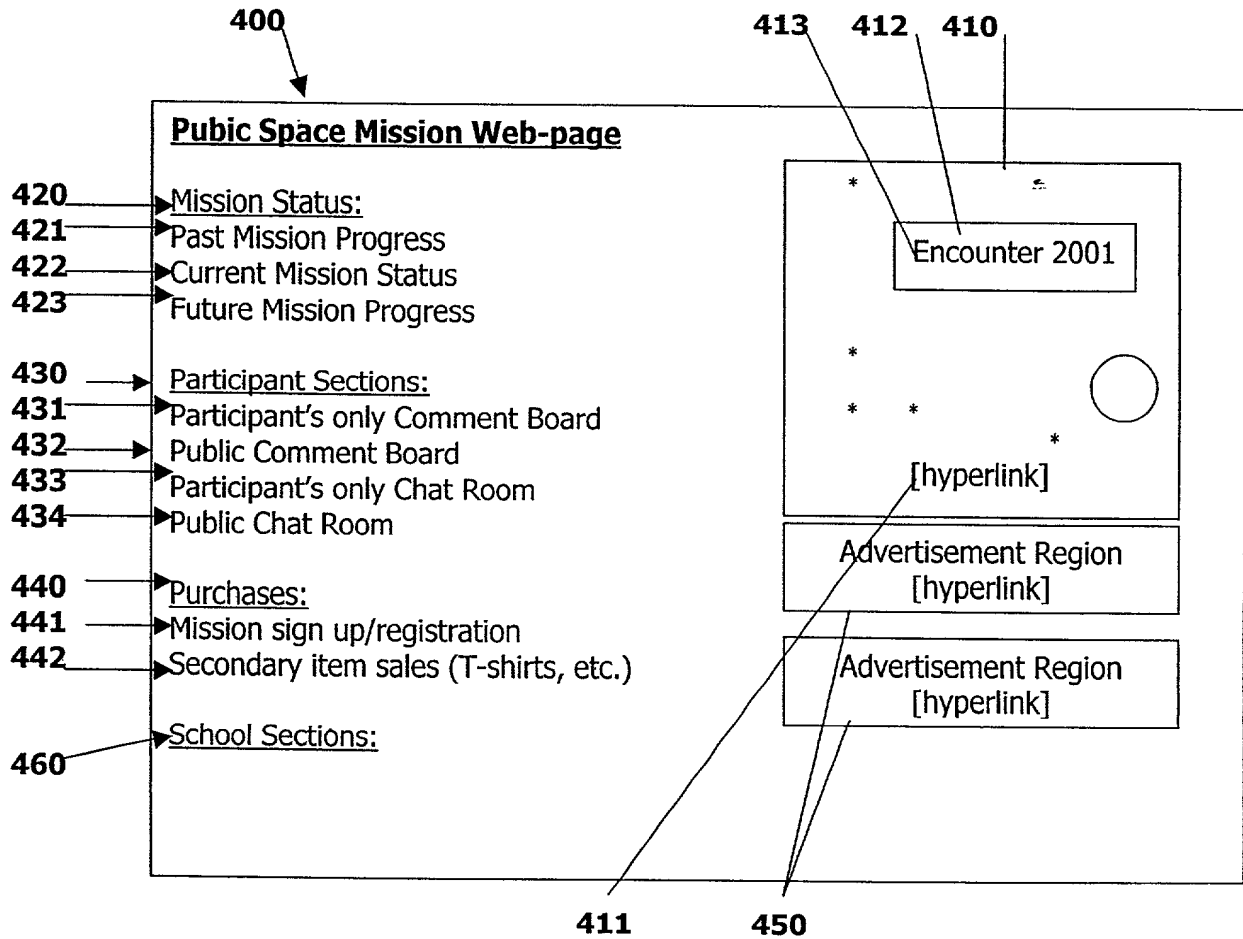 400
413 412 410
Pubic Space Mission Web-page
420 Mission Status:
421 Past Mission Progress
422 Current Mission Status
423 Future Mission Progress
430 Participant Sections:
431 Participant's only Comment Board
432 Public Comment Board
433 Participant's only Chat Room
434 Public Chat Room
440 Purchases:
441 Mission sign up/registration
442 Secondary item sales (T-shirts, etc.)
460 School Sections:
Encounter 2001
[hyperlink]
Advertisement Region
[hyperlink]
Advertisement Region
[hyperlink]
411 450